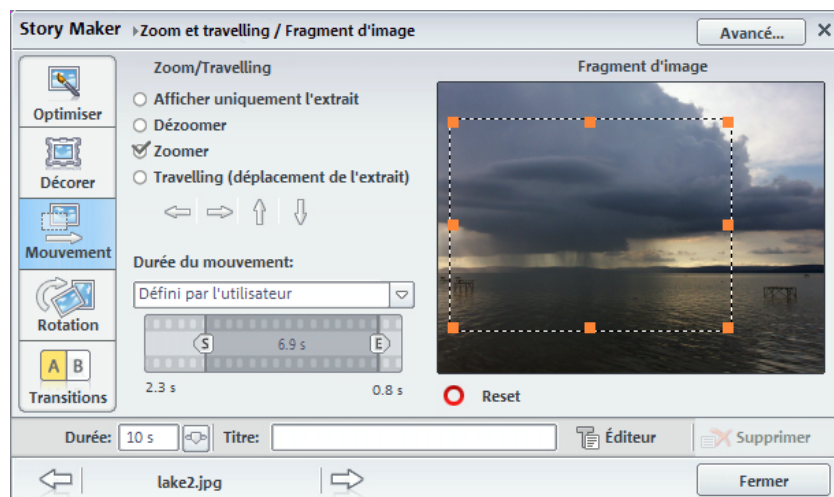 Story Maker Zoom et travelling / Fragment d'image Avancé...
Optimiser
Décorer
Mouvement
Rotation
A B
Transitions
Zoom/Travelling
Afficher uniquement l'extrait
Dézoomer
Zoomer
Travelling (déplacement de l'extrait)
Durée du mouvement:
Défini par l'utilisateur
S 6.9 s E
2.3 s 0.8 s
Fragment d'image
Reset
Durée: 10 s Titre: Éditeur Supprimer
lake2.jpg Fermer